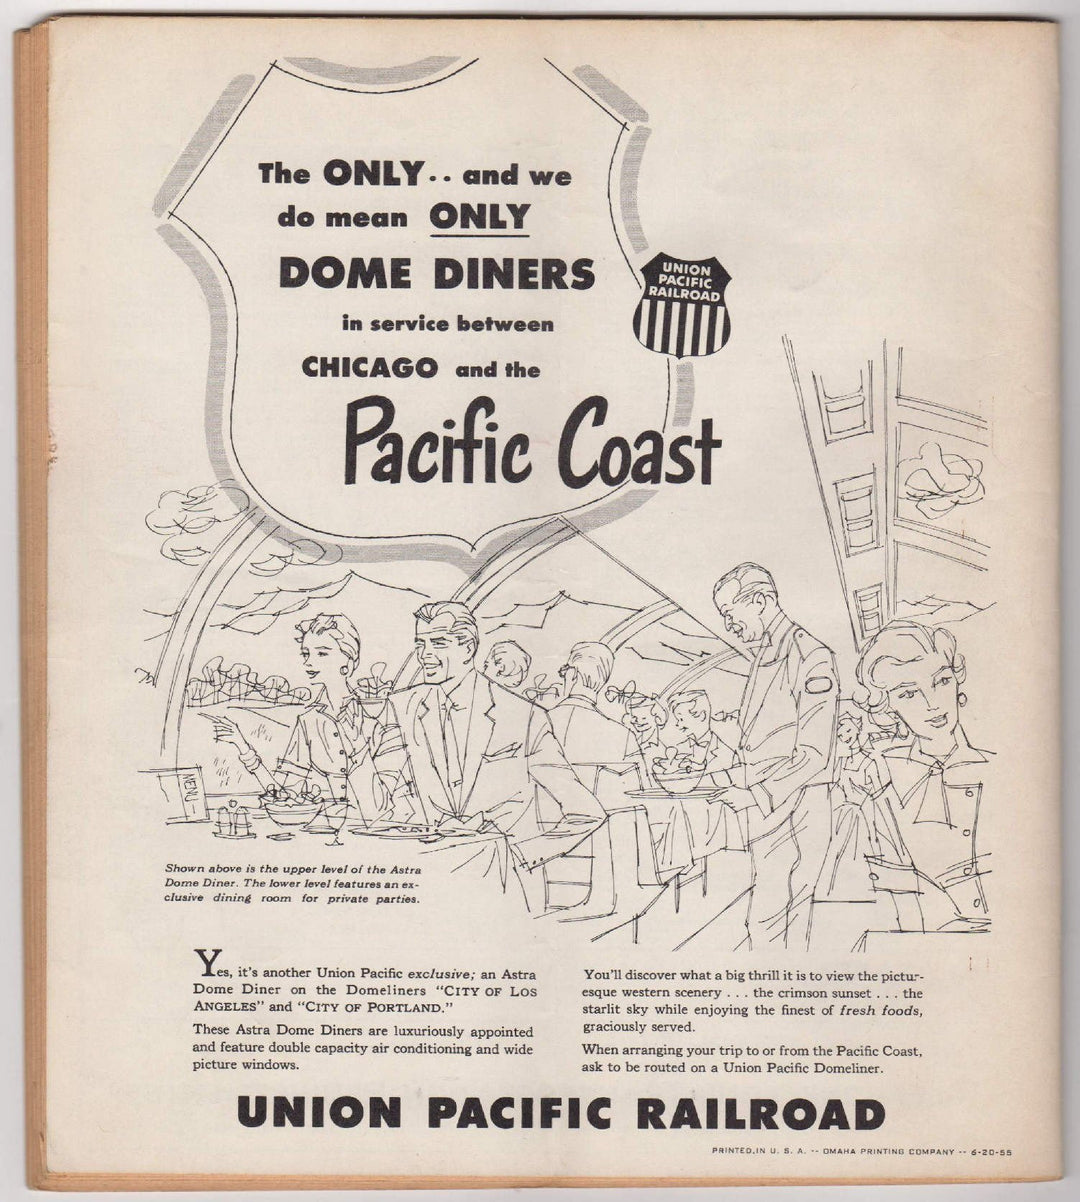 The ONLY.. and we
do mean ONLY
DOME DINERS
in service between
CHICAGO and the
Pacific Coast
UNION
PACIFIC
RAILROAD
MENU
Shown above is the upper level of the Astra
Dome Diner. The lower level features an ex-
clusive dining room for private parties.
Yes, it's another Union Pacific exclusive; an Astra
Dome Diner on the Domeliners "CITY OF LOS
ANGELES" and "CITY OF PORTLAND."
These Astra Dome Diners are luxuriously appointed
and feature double capacity air conditioning and wide
picture windows.
You'll discover what a big thrill it is to view the pictur-
esque western scenery . . . the crimson sunset . . . the
starlit sky while enjoying the finest of fresh foods,
graciously served.
When arranging your trip to or from the Pacific Coast,
ask to be routed on a Union Pacific Domeliner.
UNION PACIFIC RAILROAD
PRINTED.IN U. S. A. -- OMAHA PRINTING COMPANY -- 6-20-55